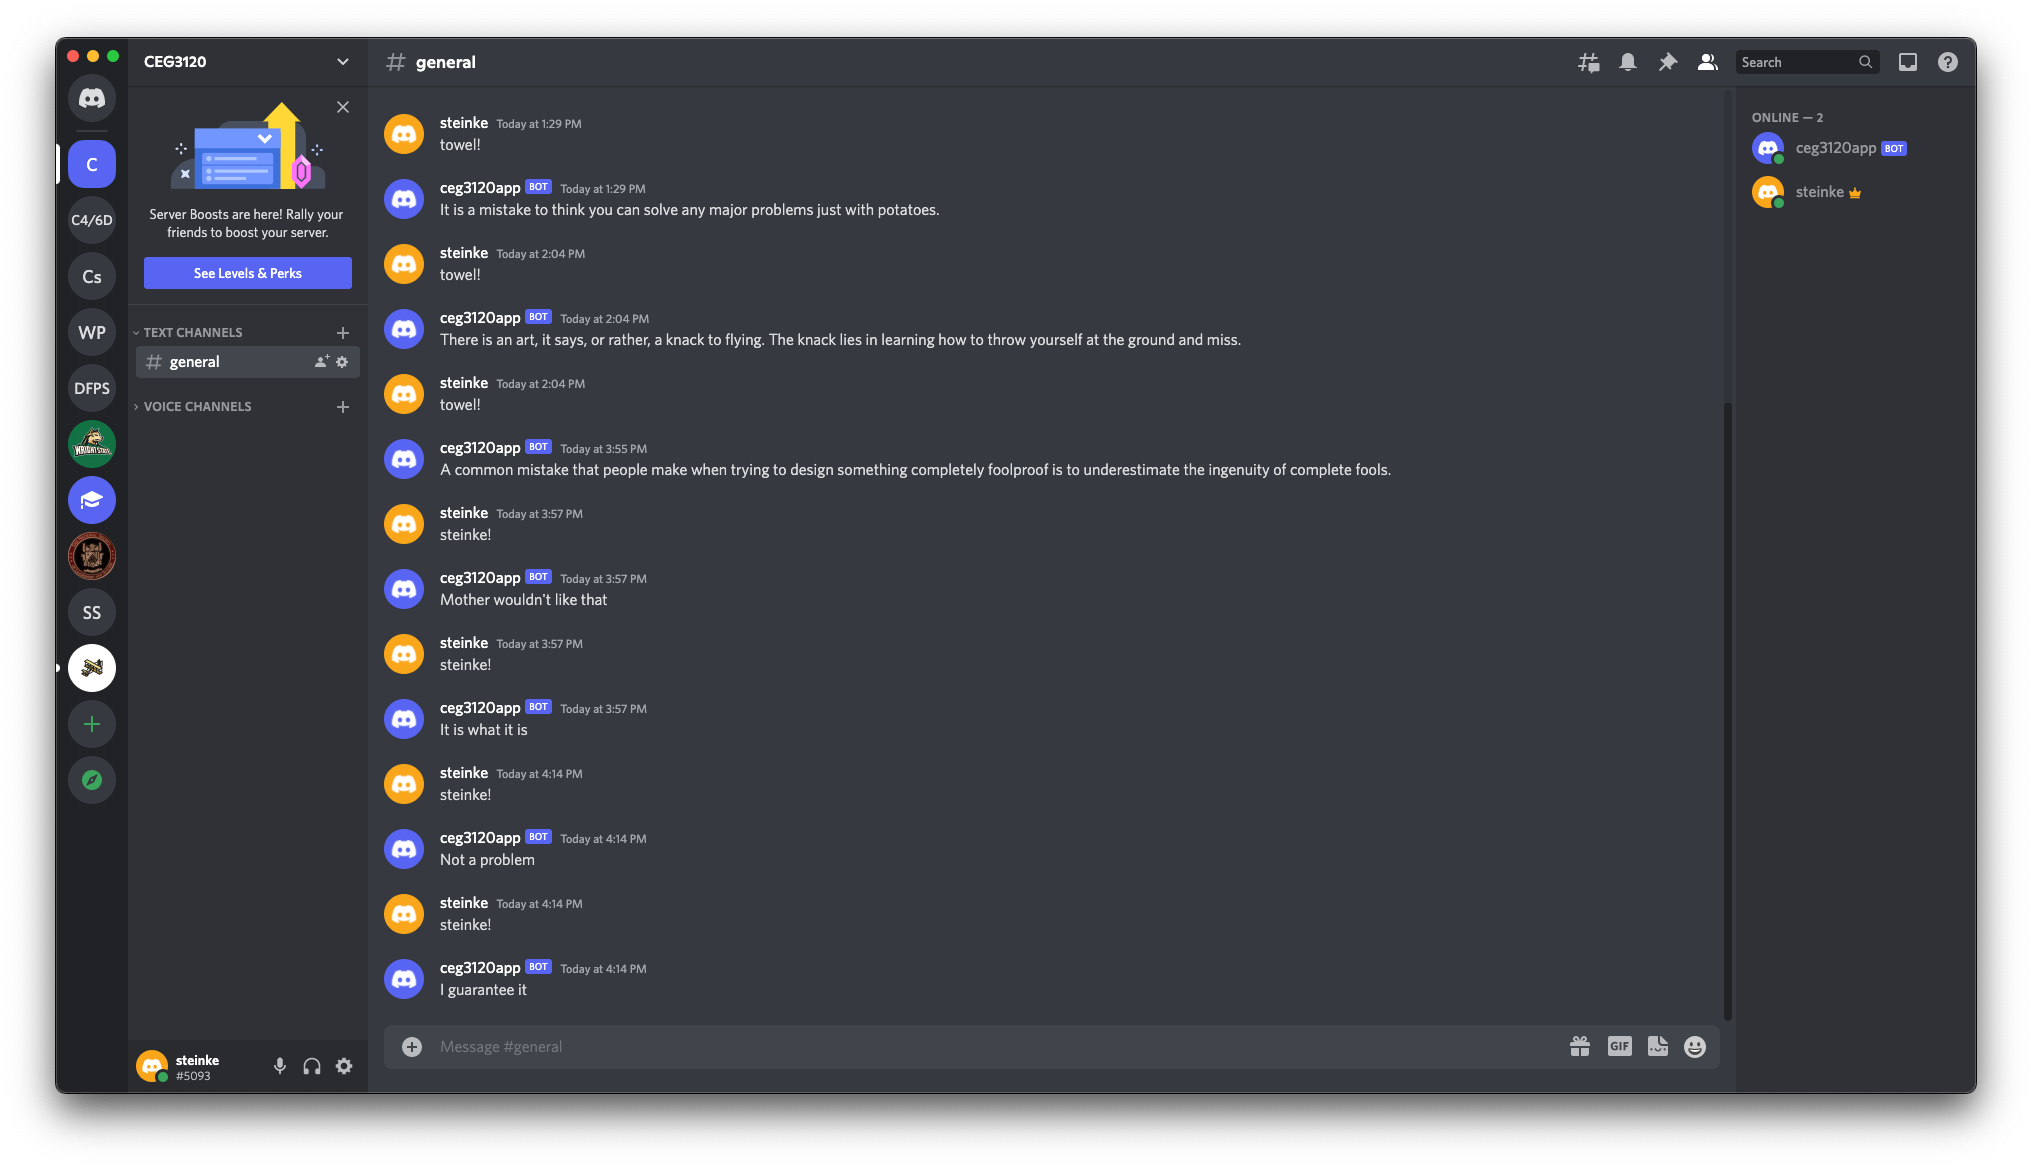 CEG3120
general
Search
C
C4/6D
Cs
WP
DFPS
WRIGHT STATE
SS
Server Boosts are here! Rally your
friends to boost your server.
See Levels & Perks
TEXT CHANNELS
general
VOICE CHANNELS
steinke
#5093
steinke Today at 1:29 PM
towel!
ceg3120app BOT Today at 1:29 PM
It is a mistake to think you can solve any major problems just with potatoes.
steinke Today at 2:04 PM
towel!
ceg3120app BOT Today at 2:04 PM
There is an art, it says, or rather, a knack to flying. The knack lies in learning how to throw yourself at the ground and miss.
steinke Today at 2:04 PM
towel!
ceg3120app BOT Today at 3:55 PM
A common mistake that people make when trying to design something completely foolproof is to underestimate the ingenuity of complete fools.
steinke Today at 3:57 PM
steinke!
ceg3120app BOT Today at 3:57 PM
Mother wouldn't like that
steinke Today at 3:57 PM
steinke!
ceg3120app BOT Today at 3:57 PM
It is what it is
steinke Today at 4:14 PM
steinke!
ceg3120app BOT Today at 4:14 PM
Not a problem
steinke Today at 4:14 PM
steinke!
ceg3120app BOT Today at 4:14 PM
I guarantee it
Message #general
GIF
ONLINE — 2
ceg3120app BOT
steinke